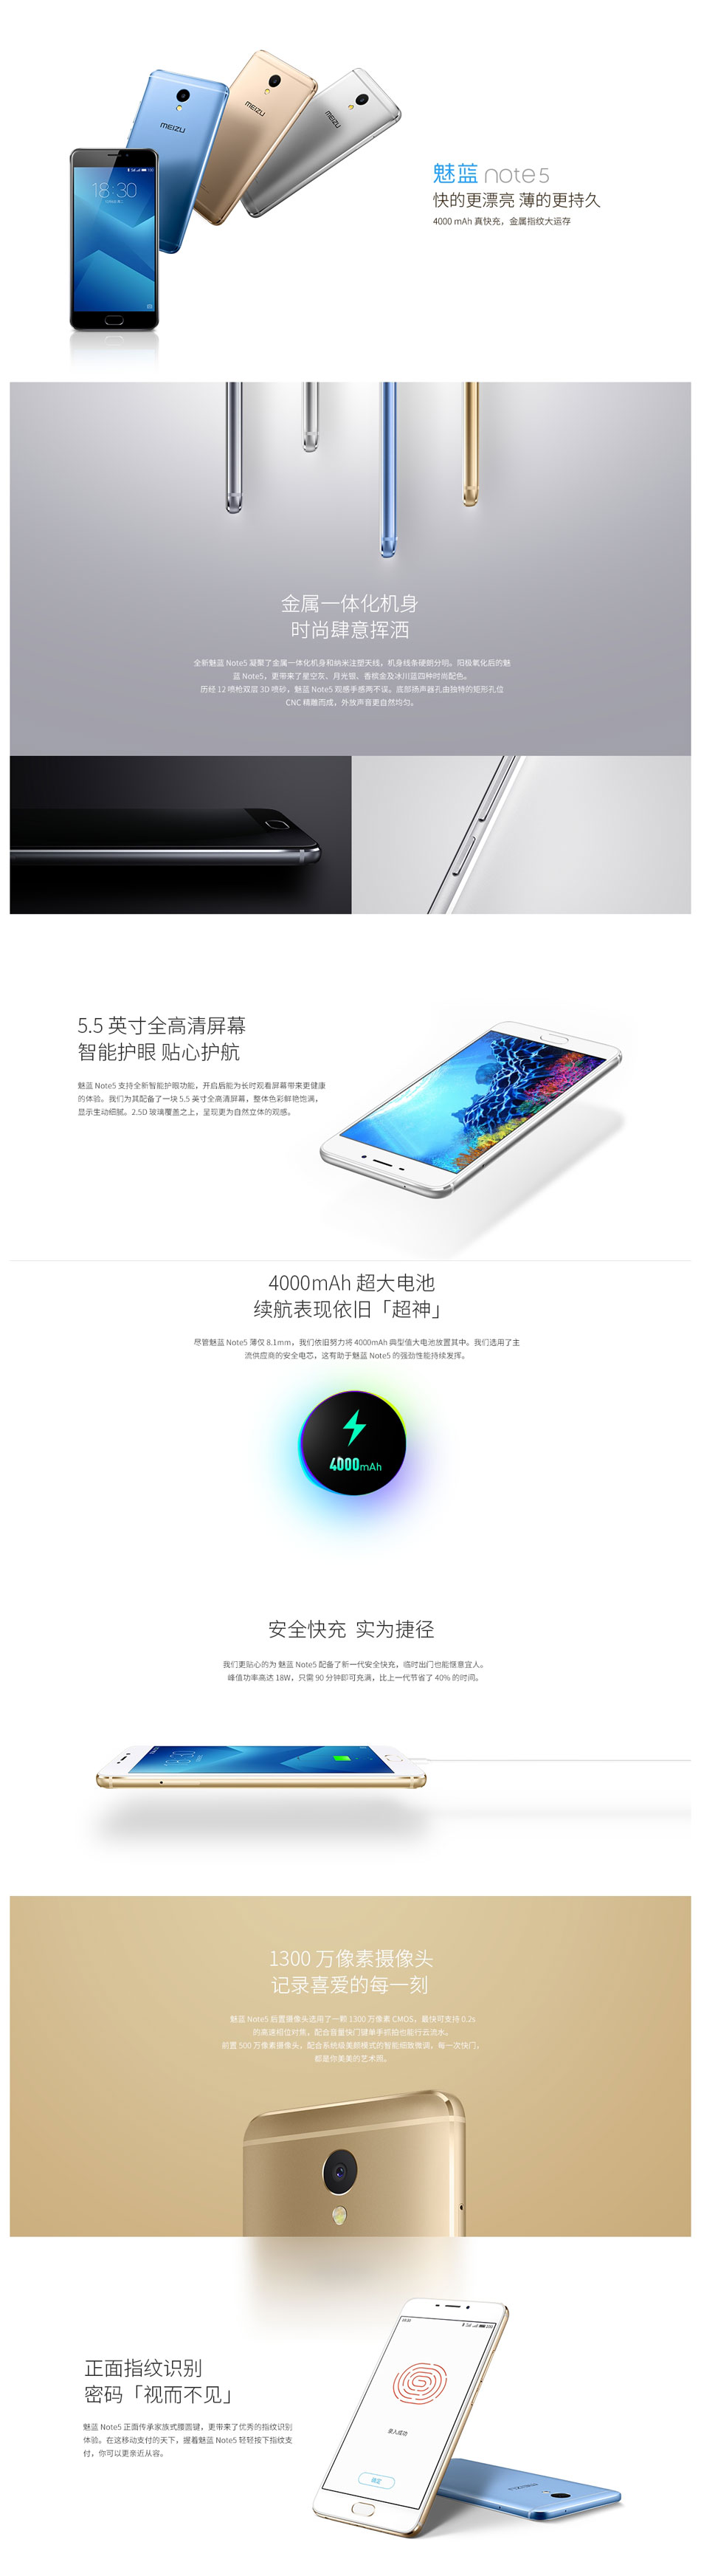 MEIZU
MEIZU
MEIZU
18:30
魅蓝 note5
快的更漂亮 薄的更持久
4000 mAh 真快充，金属指纹大运存
金属一体化机身
时尚肆意挥洒
全新魅蓝 Note5 凝聚了金属一体化机身和纳米注塑天线，机身线条硬朗分明。阳极氧化后的魅
蓝 Note5，更带来了星空灰、月光银、香槟金及冰川蓝四种时尚配色。
历经 12 喷枪双层 3D 喷砂，魅蓝 Note5 观感手感两不误。底部扬声器孔由独特的矩形孔位
CNC 精雕而成，外放声音更自然均匀。
5.5 英寸全高清屏幕
智能护眼 贴心护航
魅蓝 Note5 支持全新智能护眼功能，开启后能为长时观看屏幕带来更健康
的体验。我们为其配备了一块 5.5 英寸全高清屏幕，整体色彩鲜艳饱满，
显示生动细腻。2.5D 玻璃覆盖之上，呈现更为自然立体的观感。
4000mAh 超大电池
续航表现依旧「超神」
尽管魅蓝 Note5 薄仅 8.1mm，我们依旧努力将 4000mAh 典型值大电池放置其中。我们选用了主
流供应商的安全电芯，这有助于魅蓝 Note5 的强劲性能持续发挥。
4000mAh
安全快充 实为捷径
我们更贴心的为 魅蓝 Note5 配备了新一代安全快充，临时出门也能惬意宜人。
峰值功率高达 18W，只需 90 分钟即可充满，比上一代节省了 40% 的时间。
1300 万像素摄像头
记录喜爱的每一刻
魅蓝 Note5 后置摄像头选用了一颗 1300 万像素 CMOS，最快可支持 0.2s
的高速相位对焦，配合音量快门键单手抓拍也能行云流水。
前置 500 万像素摄像头，配合系统级美颜模式的智能细致微调，每一次快门，
都是你美美的艺术照。
正面指纹识别
密码「视而不见」
魅蓝 Note5 正面传承家族式腰圆键，更带来了优秀的指纹识别
体验。在这移动支付的天下，握着魅蓝 Note5 轻轻按下指纹支
付，你可以更亲近从容。
录入成功
确定
MEIZU